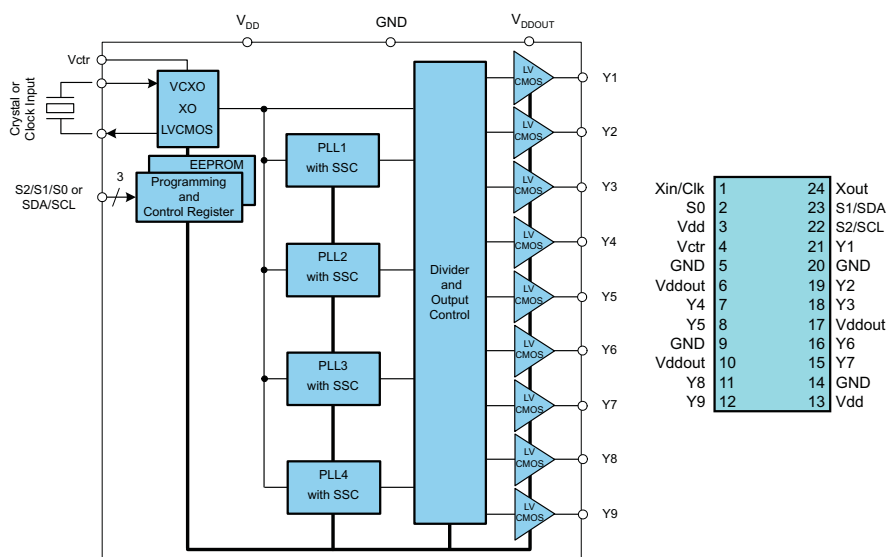 V_DD
GND
V_DDOUT
Vctr
Crystal or
Clock Input
VCXO
XO
LVCMOS
EEPROM
Programming
and
Control Register
3
S2/S1/S0 or
SDA/SCL
PLL1
with SSC
PLL2
with SSC
PLL3
with SSC
PLL4
with SSC
Divider
and
Output
Control
LV
CMOS
Y1
LV
CMOS
Y2
LV
CMOS
Y3
LV
CMOS
Y4
LV
CMOS
Y5
LV
CMOS
Y6
LV
CMOS
Y7
LV
CMOS
Y8
LV
CMOS
Y9
Xin/Clk 1 24 Xout
S0 2 23 S1/SDA
Vdd 3 22 S2/SCL
Vctr 4 21 Y1
GND 5 20 GND
Vddout 6 19 Y2
Y4 7 18 Y3
Y5 8 17 Vddout
GND 9 16 Y6
Vddout 10 15 Y7
Y8 11 14 GND
Y9 12 13 Vdd